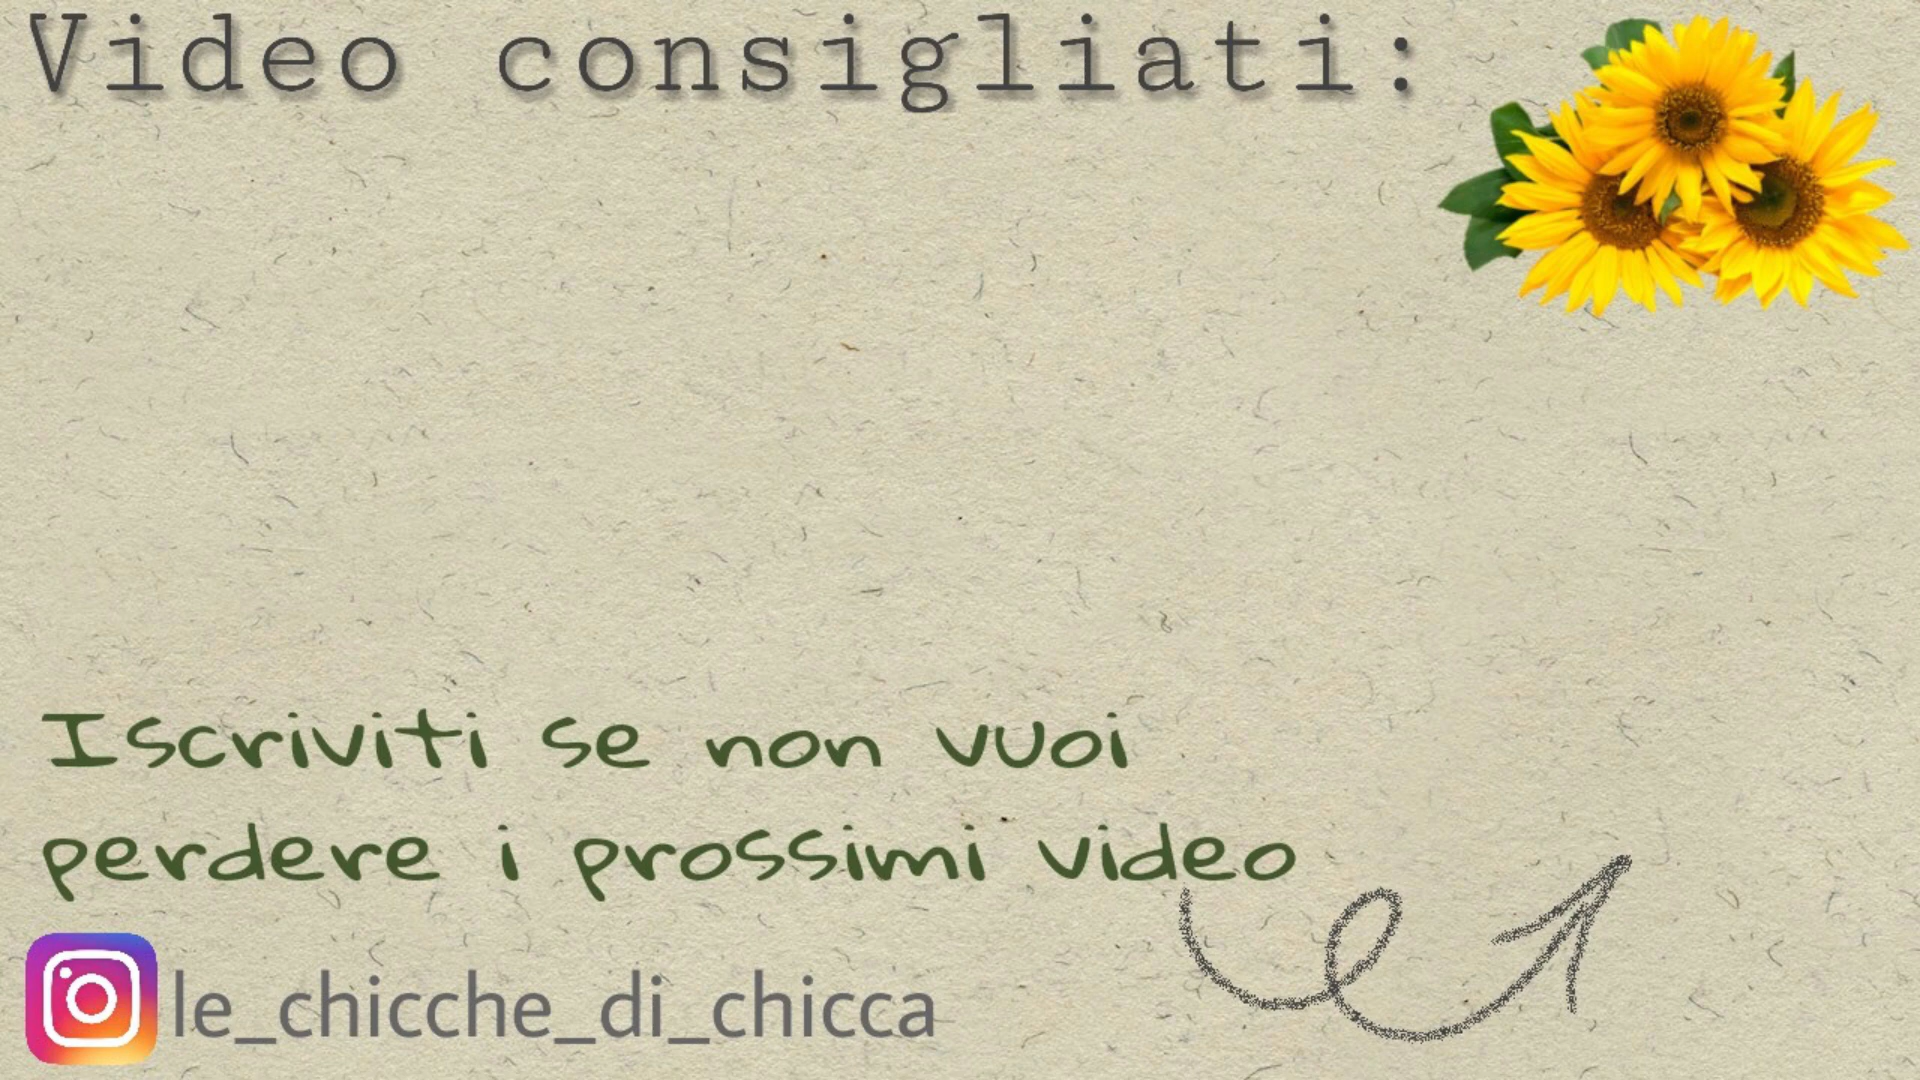 Video consigliati:
Iscriviti se non vuoi
perdere i prossimi video
le_chicche_di_chicca